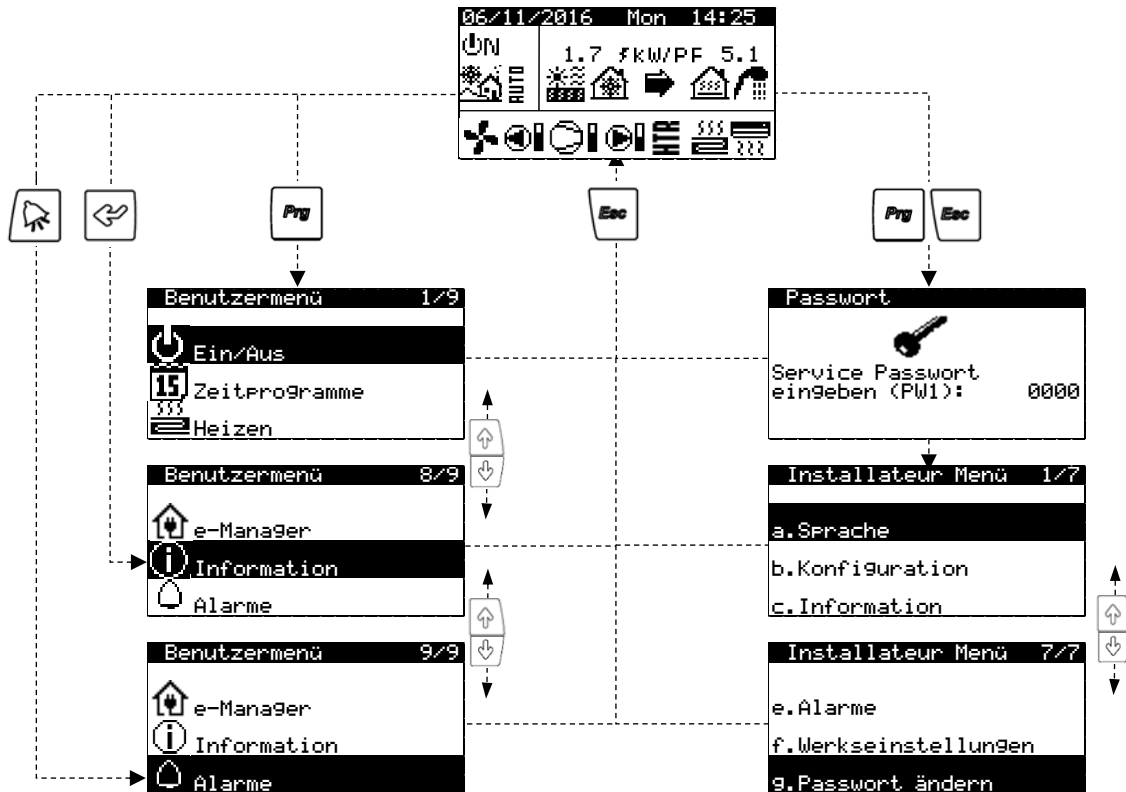 06/11/2016 Mon 14:25
ON
1.7 kW/PF 5.1
AUTO
HTR
Prg
Esc
Prg
Esc
Benutzermenü 1/9
Ein/Aus
15
Zeitprogramme
Heizen
Benutzermenü 8/9
e-Manager
Information
Alarme
Benutzermenü 9/9
e-Manager
Information
Alarme
Passwort
Service Passwort
eingeben (PW1): 0000
Installateur Menü 1/7
a.Sprache
b.Konfiguration
c.Information
Installateur Menü 7/7
e.Alarme
f.Werkseinstellungen
g.Passwort ändern